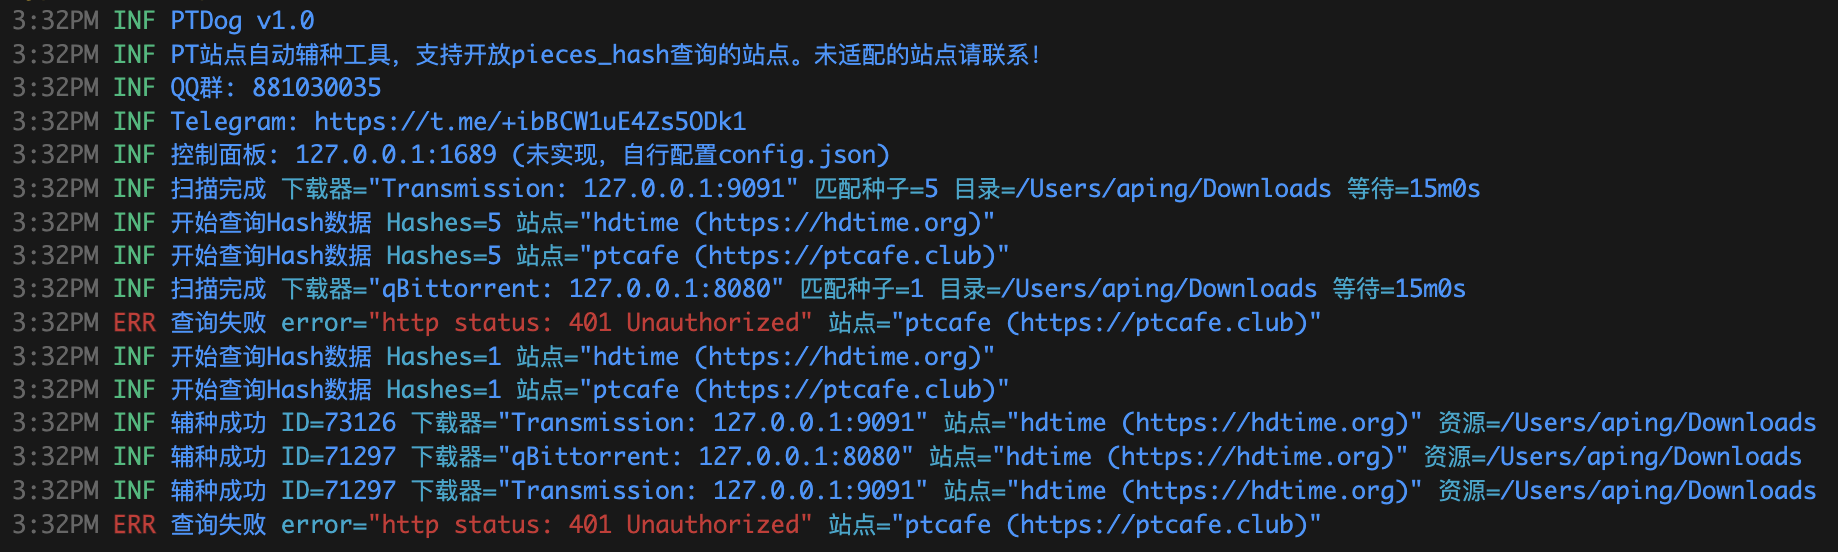 3:32PM INF PTDog v1.0
3:32PM INF PT站点自动辅种工具，支持开放pieces_hash查询的站点。未适配的站点请联系！
3:32PM INF QQ群: 881030035
3:32PM INF Telegram: https://t.me/+ibBCW1uE4Zs5ODk1
3:32PM INF 控制面板: 127.0.0.1:1689 (未实现，自行配置config.json)
3:32PM INF 扫描完成 下载器="Transmission: 127.0.0.1:9091" 匹配种子=5 目录=/Users/aping/Downloads 等待=15m0s
3:32PM INF 开始查询Hash数据 Hashes=5 站点="hdtime (https://hdtime.org)"
3:32PM INF 开始查询Hash数据 Hashes=5 站点="ptcafe (https://ptcafe.club)"
3:32PM INF 扫描完成 下载器="qBittorrent: 127.0.0.1:8080" 匹配种子=1 目录=/Users/aping/Downloads 等待=15m0s
3:32PM ERR 查询失败 error="http status: 401 Unauthorized" 站点="ptcafe (https://ptcafe.club)"
3:32PM INF 开始查询Hash数据 Hashes=1 站点="hdtime (https://hdtime.org)"
3:32PM INF 开始查询Hash数据 Hashes=1 站点="ptcafe (https://ptcafe.club)"
3:32PM INF 辅种成功 ID=73126 下载器="Transmission: 127.0.0.1:9091" 站点="hdtime (https://hdtime.org)" 资源=/Users/aping/Downloads
3:32PM INF 辅种成功 ID=71297 下载器="qBittorrent: 127.0.0.1:8080" 站点="hdtime (https://hdtime.org)" 资源=/Users/aping/Downloads
3:32PM INF 辅种成功 ID=71297 下载器="Transmission: 127.0.0.1:9091" 站点="hdtime (https://hdtime.org)" 资源=/Users/aping/Downloads
3:32PM ERR 查询失败 error="http status: 401 Unauthorized" 站点="ptcafe (https://ptcafe.club)"